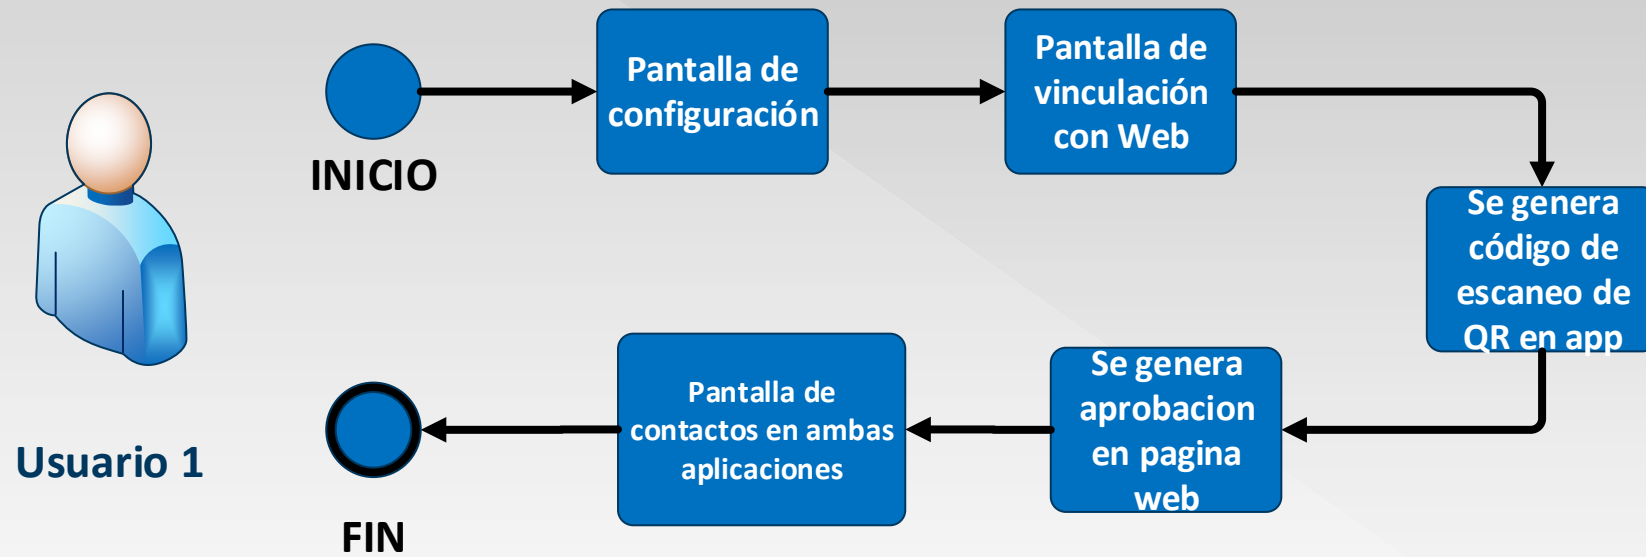 Pantalla de
configuración
Pantalla de
vinculación
con Web
INICIO
Se genera
código de
escaneo de
QR en app
Se genera
aprobacion
en pagina
web
Pantalla de
contactos en ambas
aplicaciones
Usuario 1
FIN